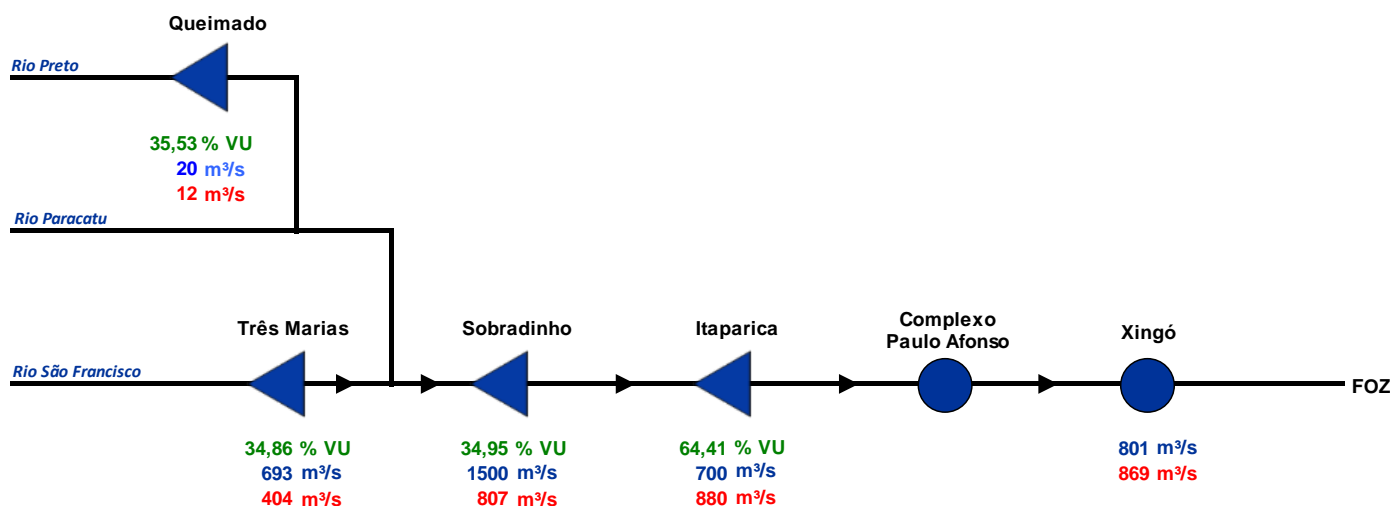 Queimado
Rio Preto
35,53 % VU
20 m³/s
12 m³/s
Rio Paracatu
Três Marias
Sobradinho
Itaparica
Complexo
Paulo Afonso
Xingó
Rio São Francisco
FOZ
34,86 % VU
693 m³/s
404 m³/s
34,95 % VU
1500 m³/s
807 m³/s
64,41 % VU
700 m³/s
880 m³/s
801 m³/s
869 m³/s